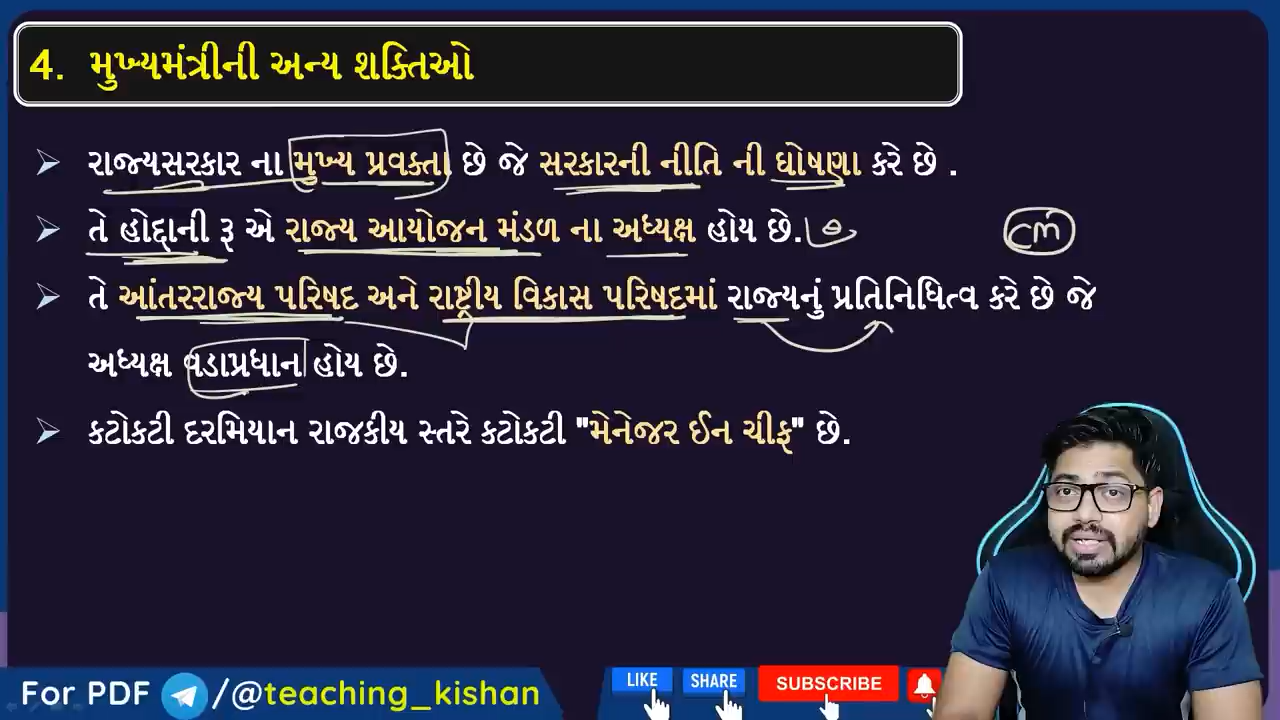 4. મુખ્યમંત્રીની અન્ય શક્તિઓ
રાજ્યસરકાર ના મુખ્ય પ્રવક્તા છે જે સરકારની નીતિ ની ઘોષણા કરે છે .
તે હોદ્દાની રૂ એ રાજ્ય આયોજન મંડળ ના અધ્યક્ષ હોય છે.
CM
તે આંતરરાજ્ય પરિષદ અને રાષ્ટ્રીય વિકાસ પરિષદમાં રાજ્યનું પ્રતિનિધિત્વ કરે છે જે
અધ્યક્ષ વડાપ્રધાન હોય છે.
કટોકટી દરમિયાન રાજકીય સ્તરે કટોકટી "મેનેજર ઈન ચીફ" છે.
For PDF /@teaching_kishan
LIKE SHARE SUBSCRIBE